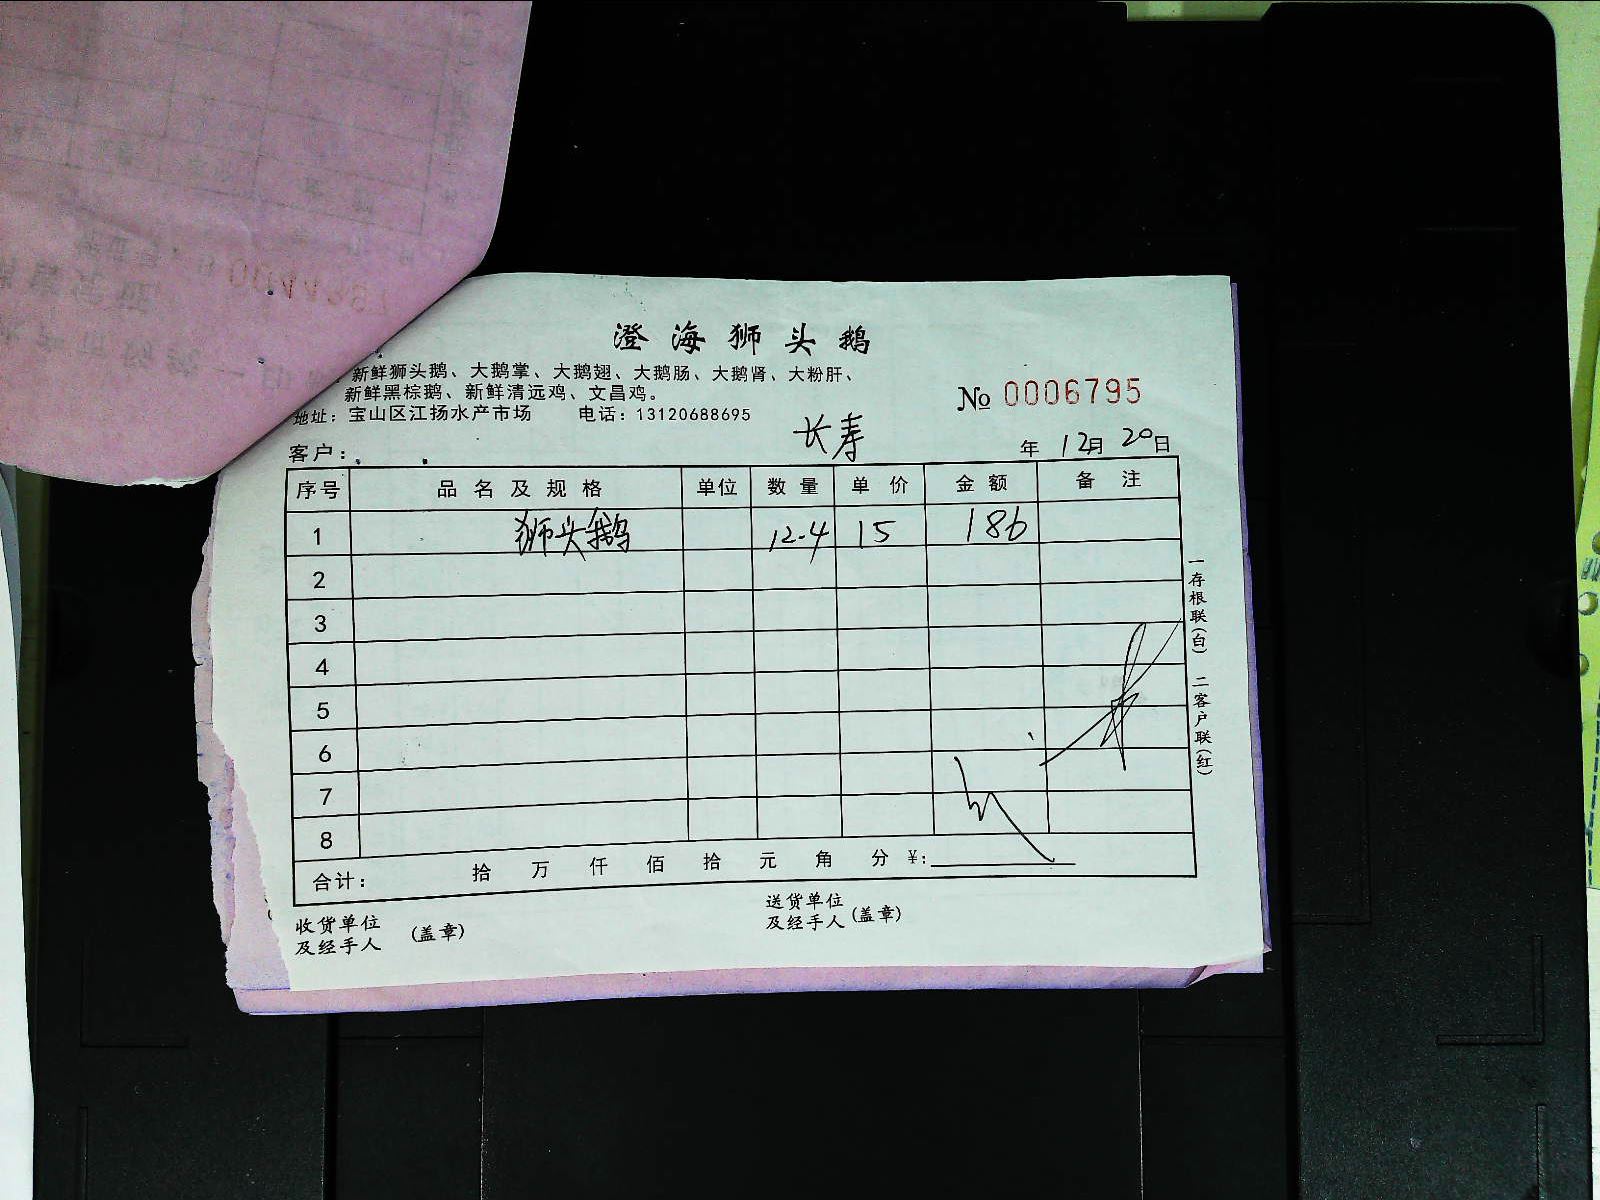 澄海狮头鹅
新鲜狮头鹅、大鹅掌、大鹅翅、大鹅肠、大鹅肾、大粉肝、
新鲜黑棕鹅、新鲜清远鸡、文昌鸡。
地址：宝山区江扬水产市场 电话：13120688695
№ 0006795
客户： 长寿 年 12月 20日
序号 品名及规格 单位 数量 单价 金额 备注
1 狮头鹅 12.4 15 186
2
3
4
5
6
7
8
合计： 拾 万 仟 佰 拾 元 角 分 ¥：
收货单位
及经手人 (盖章)
送货单位
及经手人 (盖章)
一存根联(白) 二客户联(红)